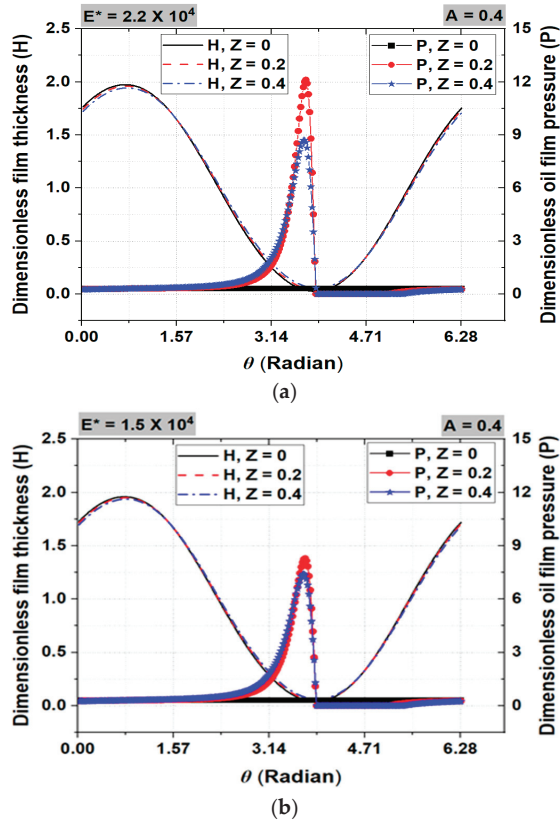 E* = 2.2 X 10⁴
A = 0.4
H, Z = 0
H, Z = 0.2
H, Z = 0.4
P, Z = 0
P, Z = 0.2
P, Z = 0.4
Dimensionless film thickness (H)
2.5
2.0
1.5
1.0
0.5
0.0
15
12
9
6
3
0
Dimensionless oil film pressure (P)
0.00
1.57
3.14
4.71
6.28
θ (Radian)
(a)
E* = 1.5 X 10⁴
A = 0.4
H, Z = 0
H, Z = 0.2
H, Z = 0.4
P, Z = 0
P, Z = 0.2
P, Z = 0.4
Dimensionless film thickness (H)
2.5
2.0
1.5
1.0
0.5
0.0
15
12
9
6
3
0
Dimensionless oil film pressure (P)
0.00
1.57
3.14
4.71
6.28
θ (Radian)
(b)